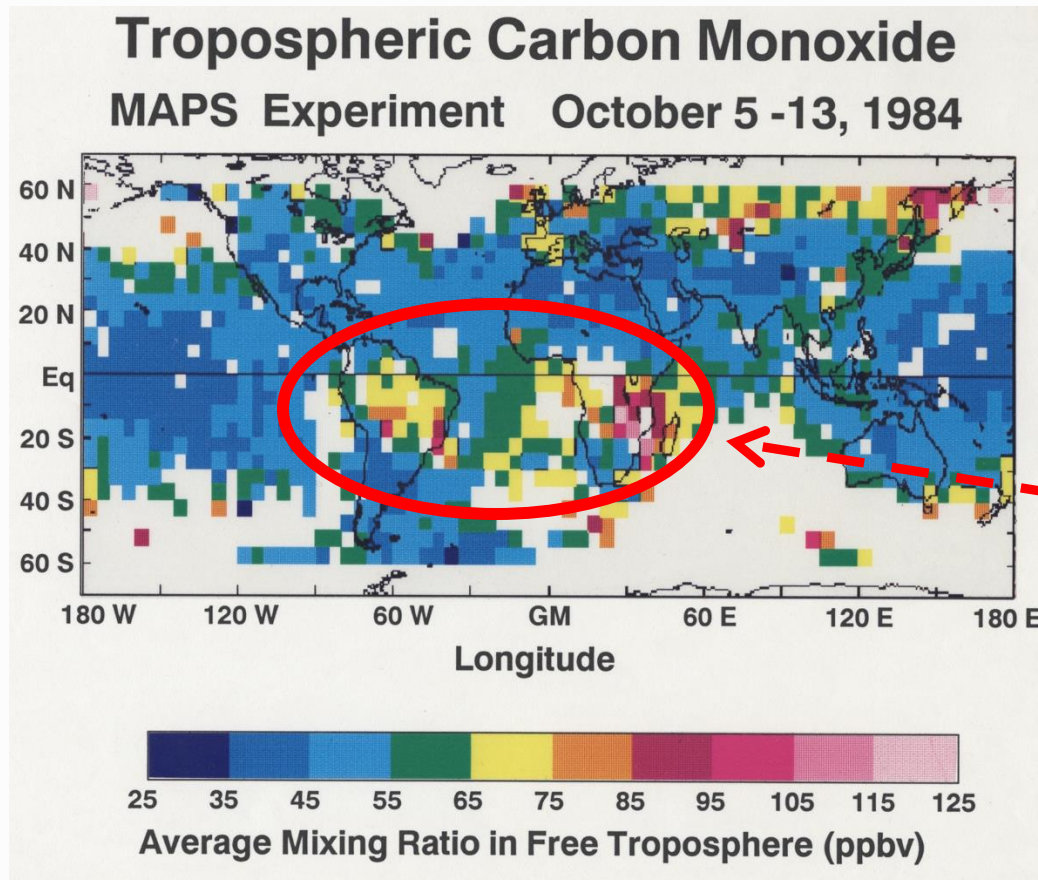 Tropospheric Carbon Monoxide
MAPS Experiment October 5 -13, 1984
60 N
40 N
20 N
Eq
20 S
40 S
60 S
180 W 120 W 60 W GM 60 E 120 E 180 E
Longitude
25 35 45 55 65 75 85 95 105 115 125
Average Mixing Ratio in Free Troposphere (ppbv)